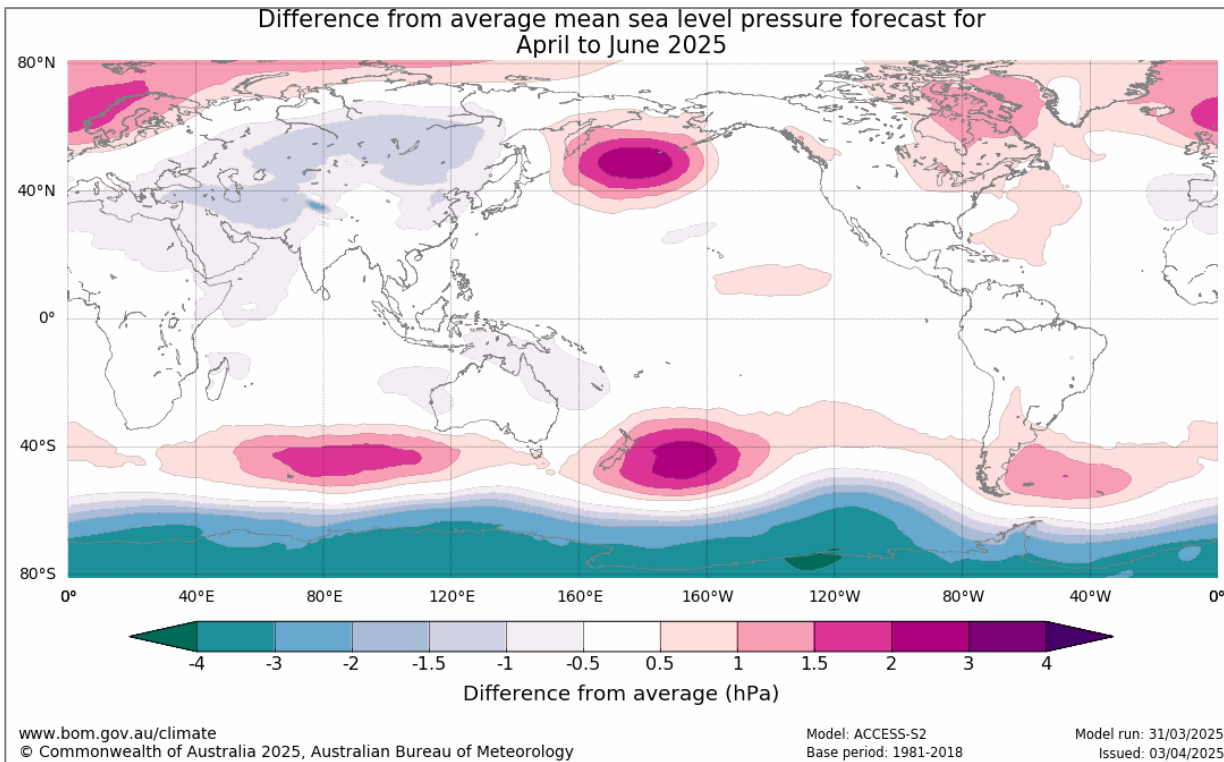 Difference from average mean sea level pressure forecast for
April to June 2025
80°N
40°N
0°
40°S
80°S
0° 40°E 80°E 120°E 160°E 160°W 120°W 80°W 40°W 0°
-4 -3 -2 -1.5 -1 -0.5 0.5 1 1.5 2 3 4
Difference from average (hPa)
www.bom.gov.au/climate
© Commonwealth of Australia 2025, Australian Bureau of Meteorology
Model: ACCESS-S2
Base period: 1981-2018
Model run: 31/03/2025
Issued: 03/04/2025